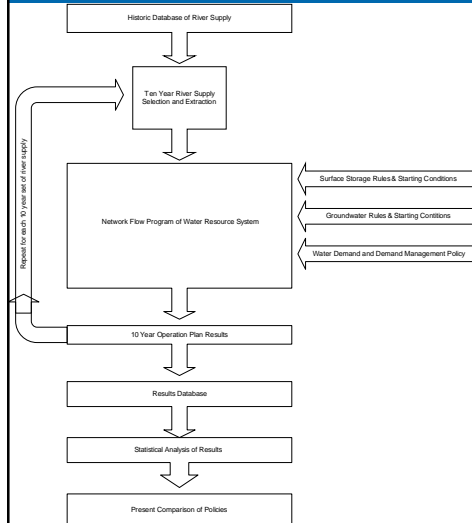 Historic Database of River Supply
Ten Year River Supply
Selection and Extraction
Repeat for each 10 year set of river supply
Network Flow Program of Water Resource System
Surface Storage Rules & Starting Conditions
Groundwater Rules & Starting Contitions
Water Demand and Demand Management Policy
10 Year Operation Plan Results
Results Database
Statistical Analysis of Results
Present Comparison of Policies